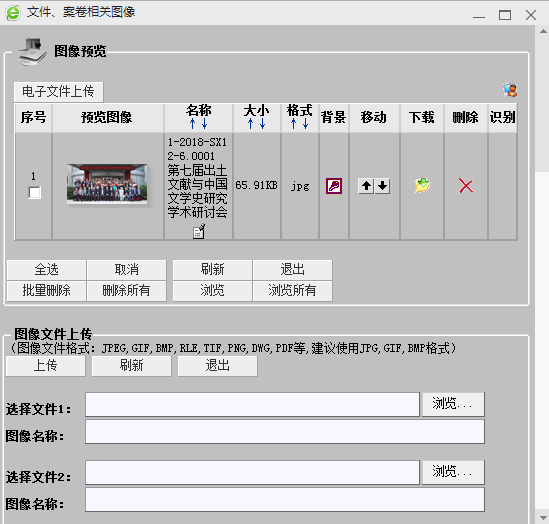 文件、案卷相关图像
图像预览
电子文件上传
序号 预览图像 名称 大小 格式 背景 移动 下载 删除 识别
↑ ↓ ↑ ↓ ↑ ↓
1
1-2018-SX1
2-6.0001
第七届出土
文献与中国
文学史研究
学术研讨会
65.91KB
jpg
全选 取消 刷新 退出
批量删除 删除所有 浏览 浏览所有
图像文件上传
(图像文件格式: JPEG,GIF,BMP,RLE,TIF,PNG,DWG,PDF等,建议使用JPG,GIF,BMP格式)
上传 刷新 退出
选择文件1: 浏览...
图像名称:
选择文件2: 浏览...
图像名称: